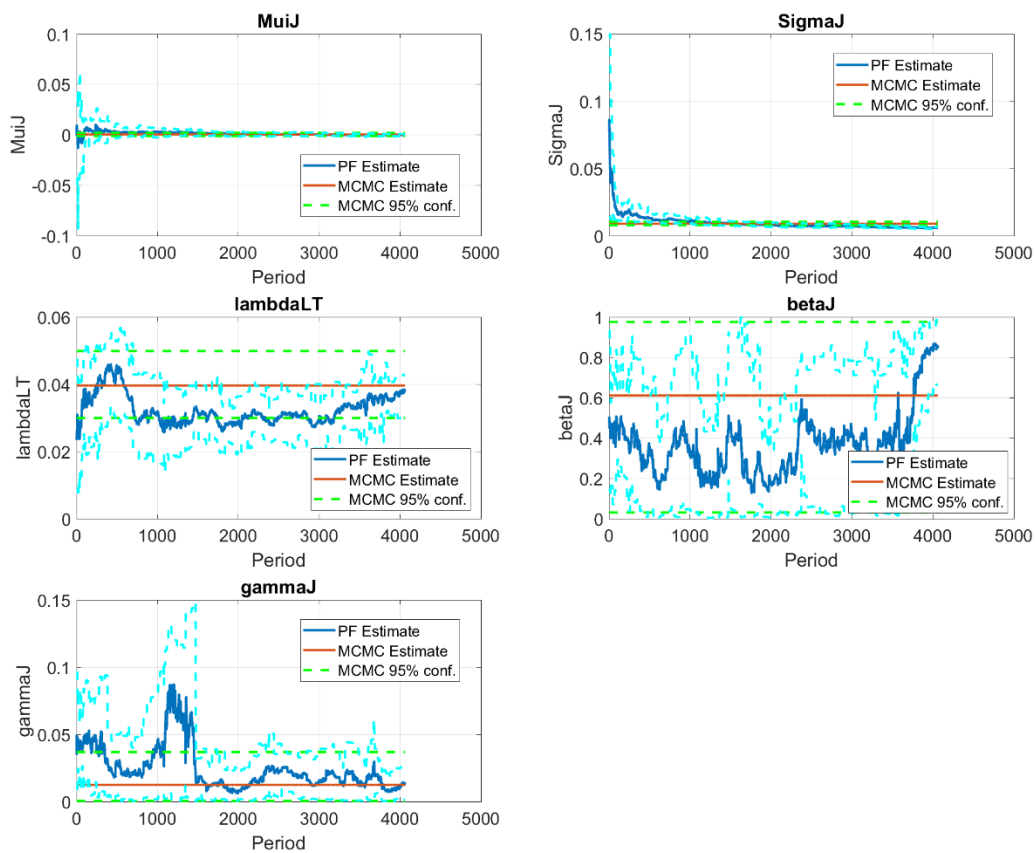 MuiJ
0.1
0.05
0
-0.05
-0.1
MuiJ
0 1000 2000 3000 4000 5000
Period
PF Estimate
MCMC Estimate
MCMC 95% conf.
SigmaJ
0.15
0.1
0.05
0
SigmaJ
0 1000 2000 3000 4000 5000
Period
PF Estimate
MCMC Estimate
MCMC 95% conf.
lambdaLT
0.06
0.04
0.02
0
lambdaLT
0 1000 2000 3000 4000 5000
Period
PF Estimate
MCMC Estimate
MCMC 95% conf.
betaJ
1
0.8
0.6
0.4
0.2
0
betaJ
0 1000 2000 3000 4000 5000
Period
PF Estimate
MCMC Estimate
MCMC 95% conf.
gammaJ
0.15
0.1
0.05
0
gammaJ
0 1000 2000 3000 4000 5000
Period
PF Estimate
MCMC Estimate
MCMC 95% conf.